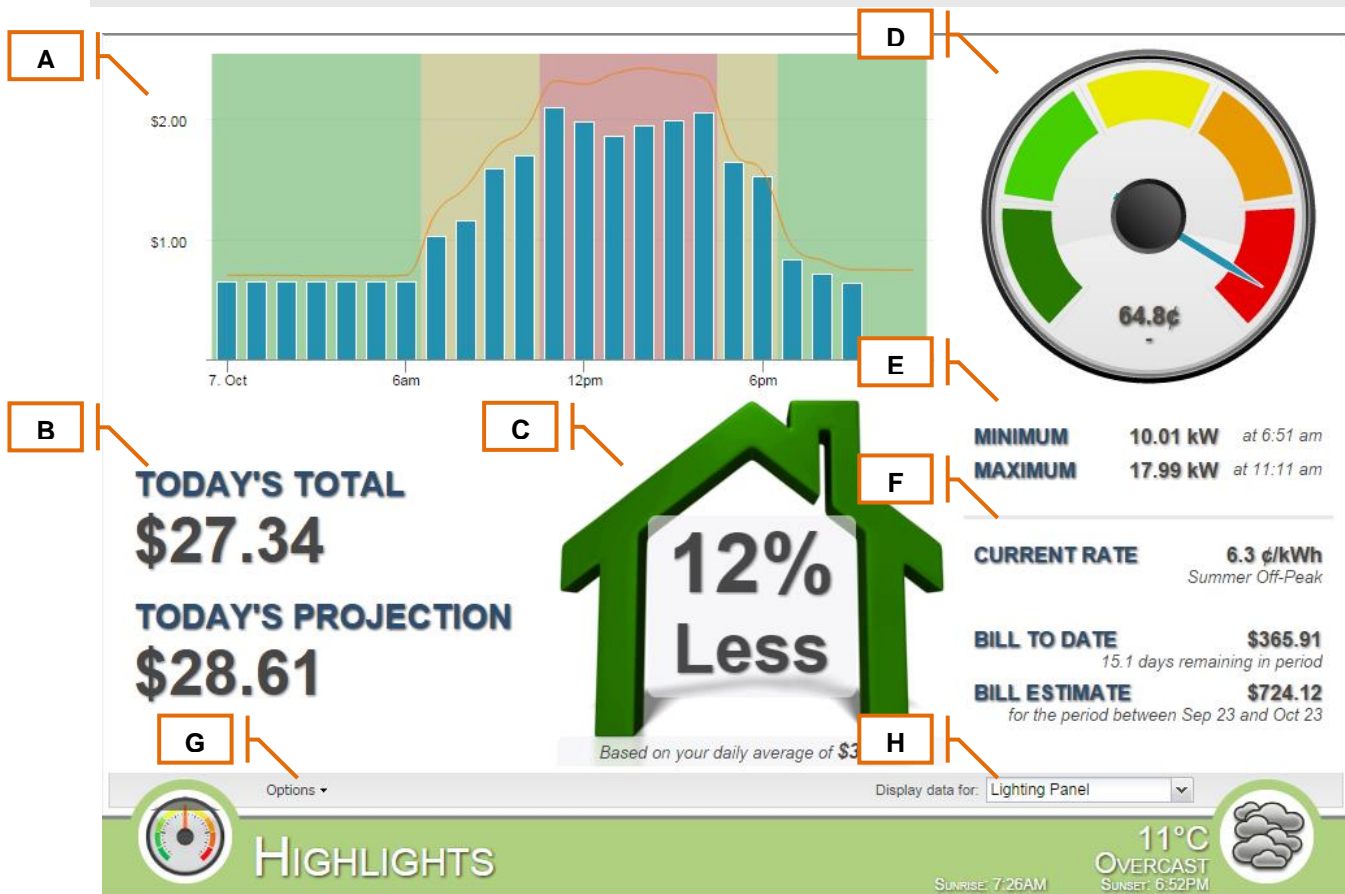 A
$2.00
$1.00
7. Oct
6am
12pm
6pm
D
64.8¢
-
E
MINIMUM 10.01 kW at 6:51 am
MAXIMUM 17.99 kW at 11:11 am
F
CURRENT RATE 6.3 ¢/kWh
Summer Off-Peak
BILL TO DATE $365.91
15.1 days remaining in period
BILL ESTIMATE $724.12
for the period between Sep 23 and Oct 23
B
TODAY'S TOTAL
$27.34
TODAY'S PROJECTION
$28.61
C
12%
Less
Based on your daily average of
G
Options
H
Display data for: Lighting Panel
HIGHLIGHTS
11°C
OVERCAST
SUNRISE: 7:26AM SUNSET: 6:52PM